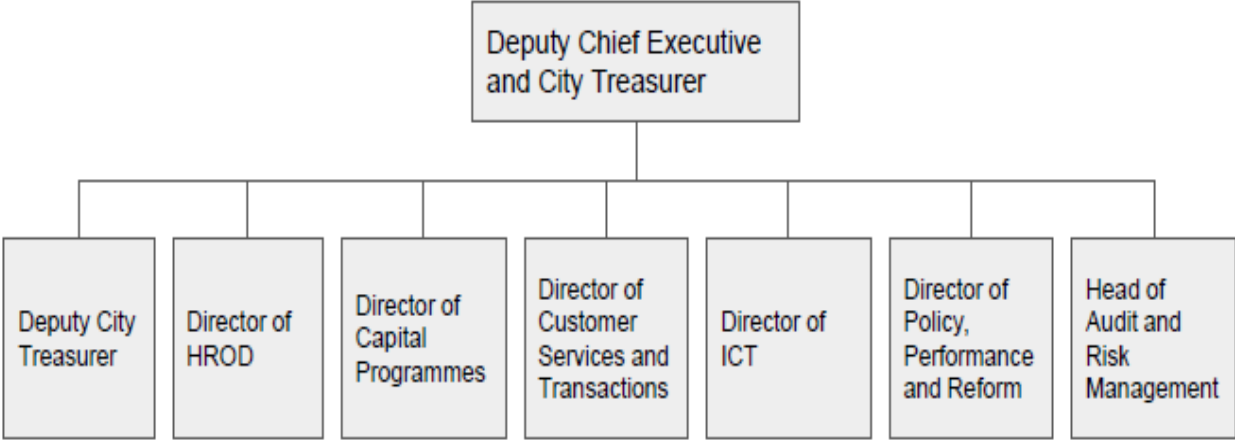 Deputy Chief Executive
and City Treasurer
Deputy City
Treasurer
Director of
HROD
Director of
Capital
Programmes
Director of
Customer
Services and
Transactions
Director of
ICT
Director of
Policy,
Performance
and Reform
Head of
Audit and
Risk
Management